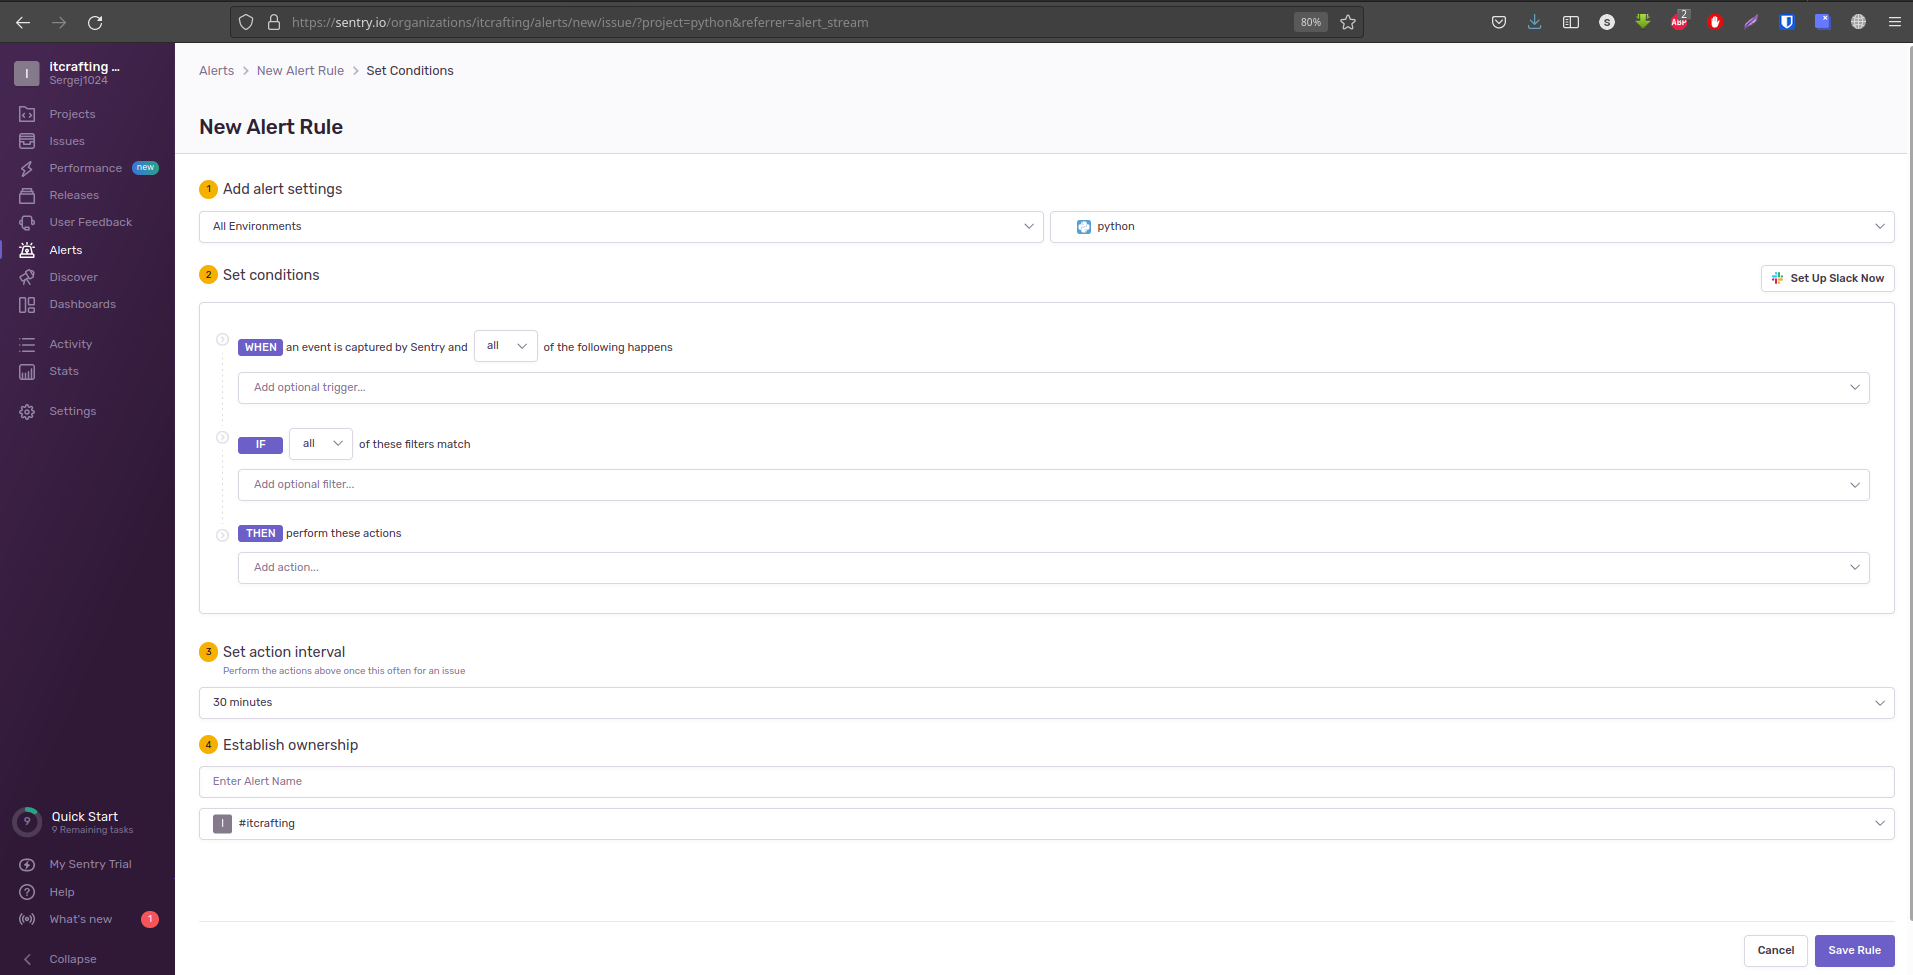 https://sentry.io/organizations/itcrafting/alerts/new/issue/?project=python&referrer=alert_stream
80%
S
ABP
2
I
itcrafting ...
Sergej1024
Projects
Issues
Performance new
Releases
User Feedback
Alerts
Discover
Dashboards
Activity
Stats
Settings
9
Quick Start
9 Remaining tasks
My Sentry Trial
Help
What's new 1
Collapse
Alerts > New Alert Rule > Set Conditions
New Alert Rule
1 Add alert settings
All Environments
python
2 Set conditions
Set Up Slack Now
WHEN an event is captured by Sentry and all of the following happens
Add optional trigger...
IF all of these filters match
Add optional filter...
THEN perform these actions
Add action...
3 Set action interval
Perform the actions above once this often for an issue
30 minutes
4 Establish ownership
Enter Alert Name
I #itcrafting
Cancel
Save Rule